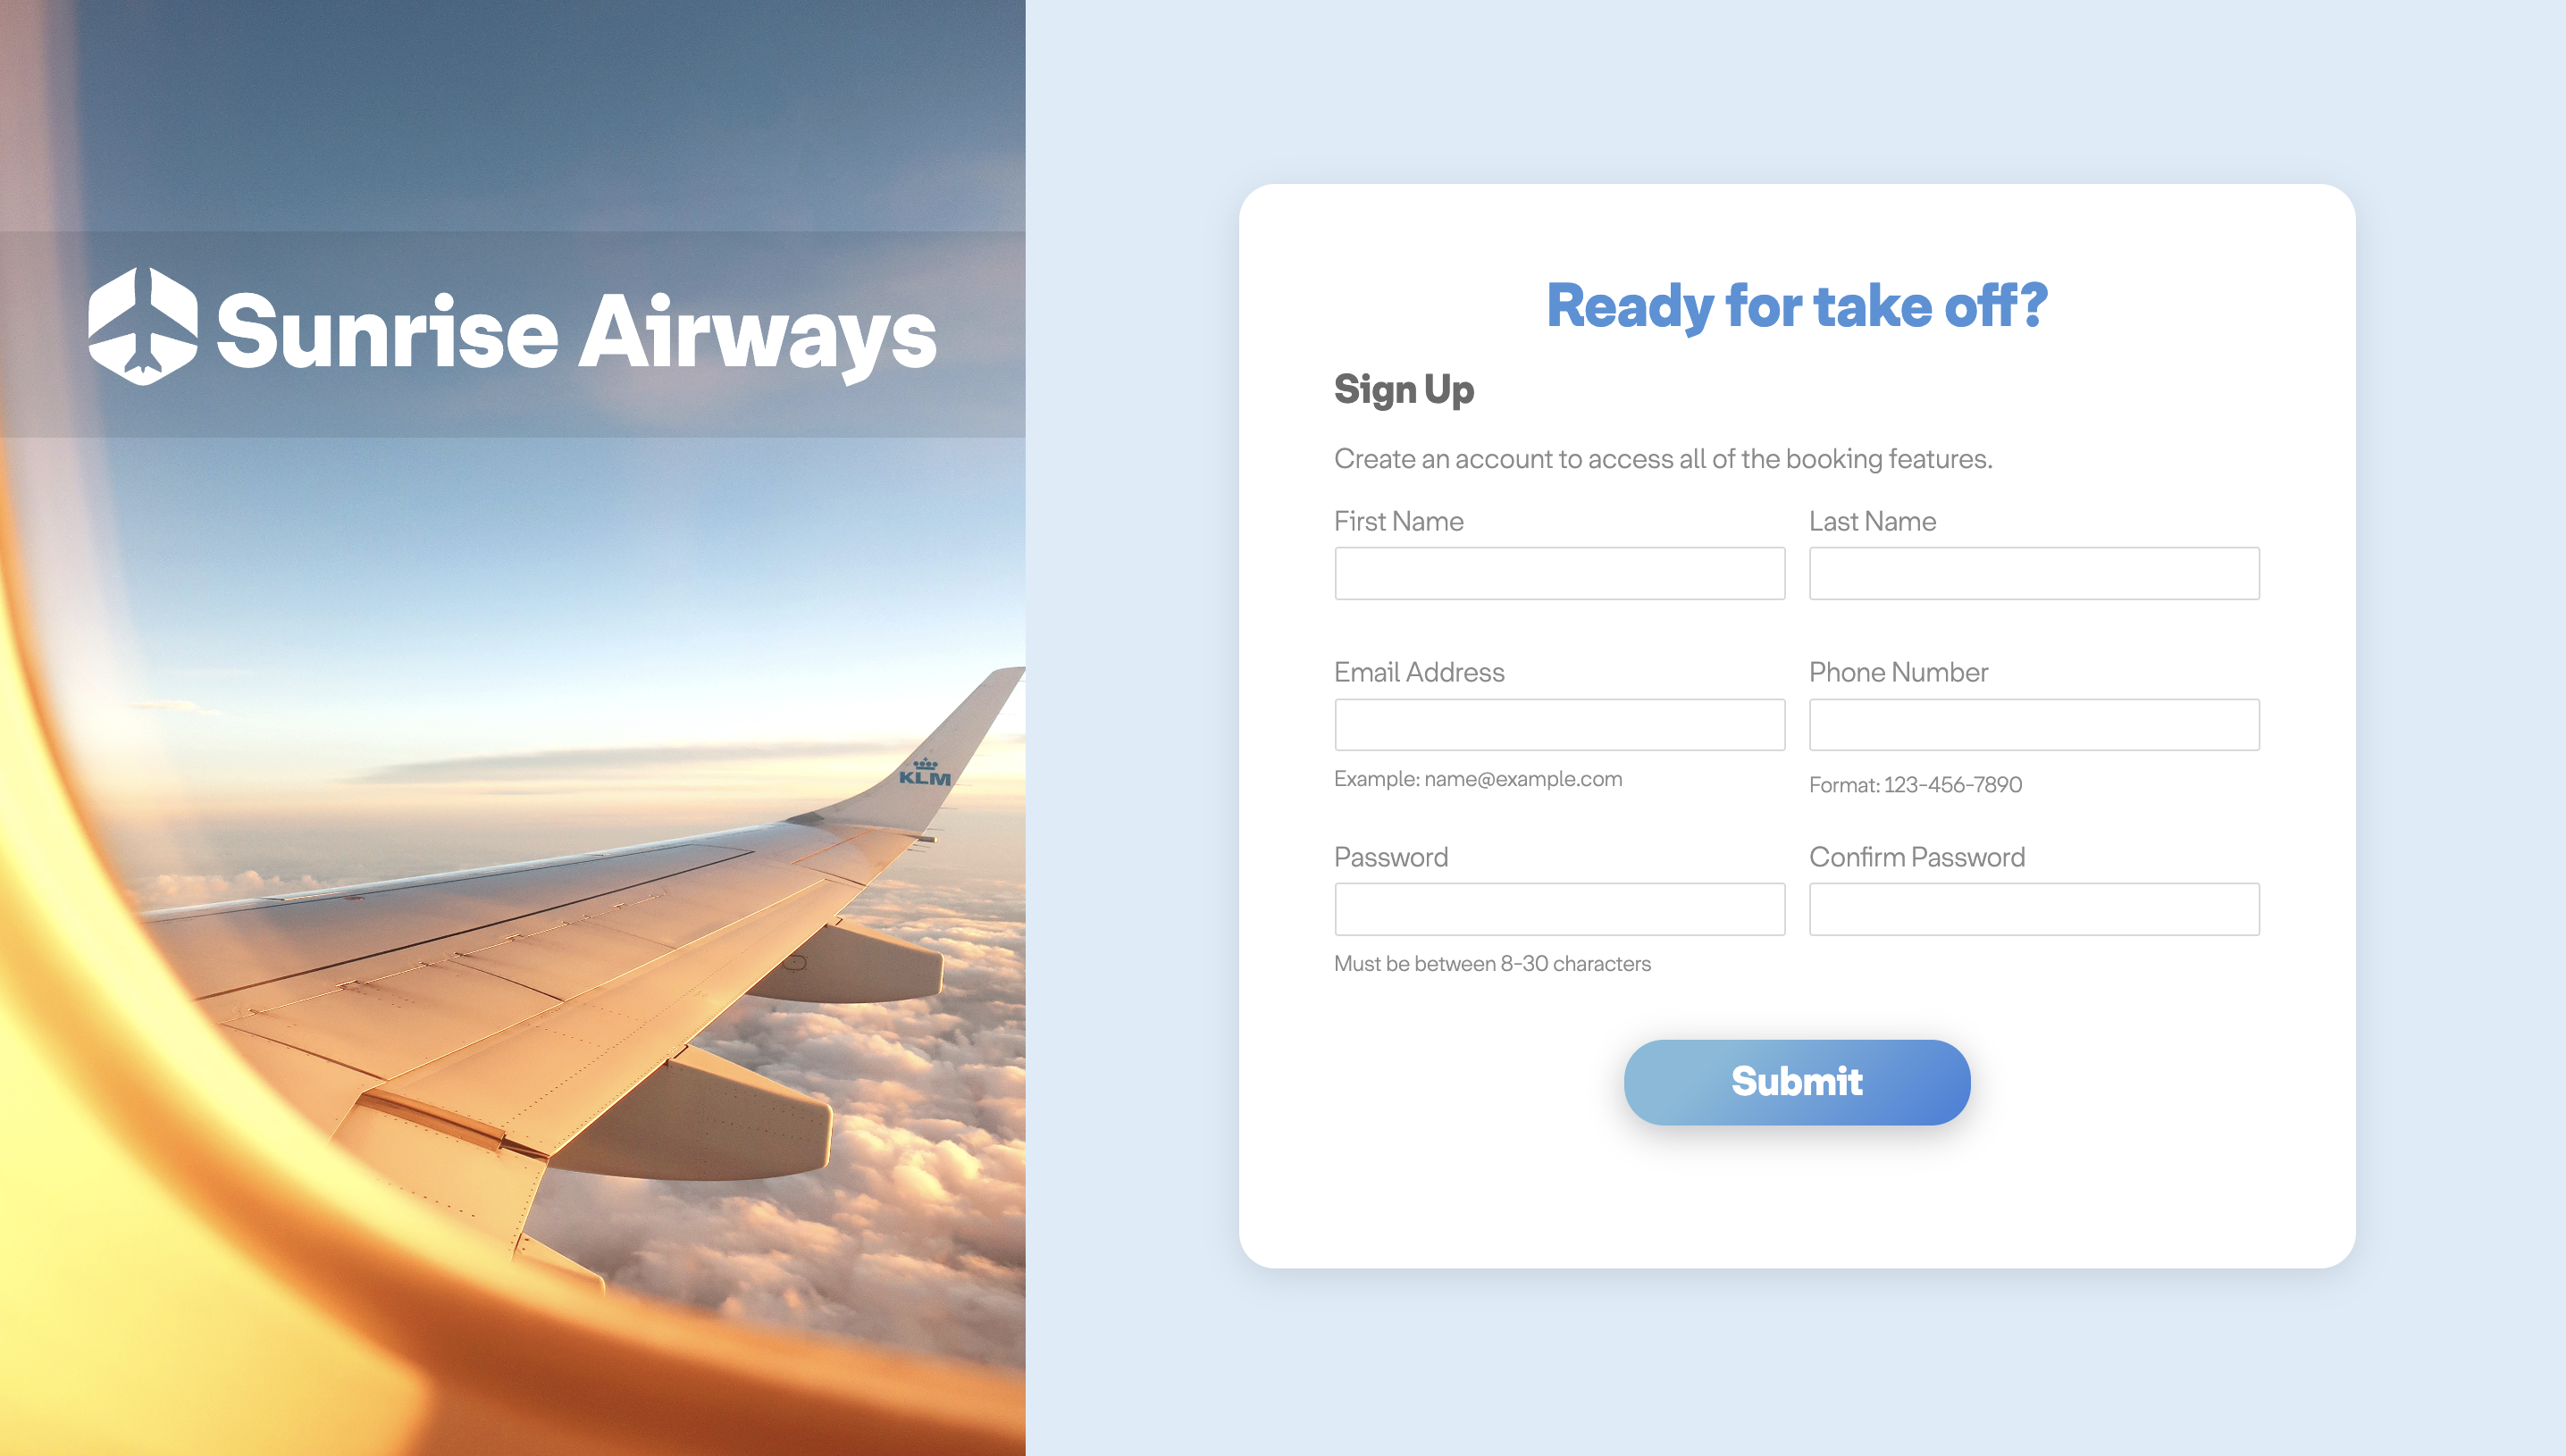 Sunrise Airways
KLM
Ready for take off?
Sign Up
Create an account to access all of the booking features.
First Name
Last Name
Email Address
Phone Number
Example: name@example.com
Format: 123-456-7890
Password
Confirm Password
Must be between 8-30 characters
Submit